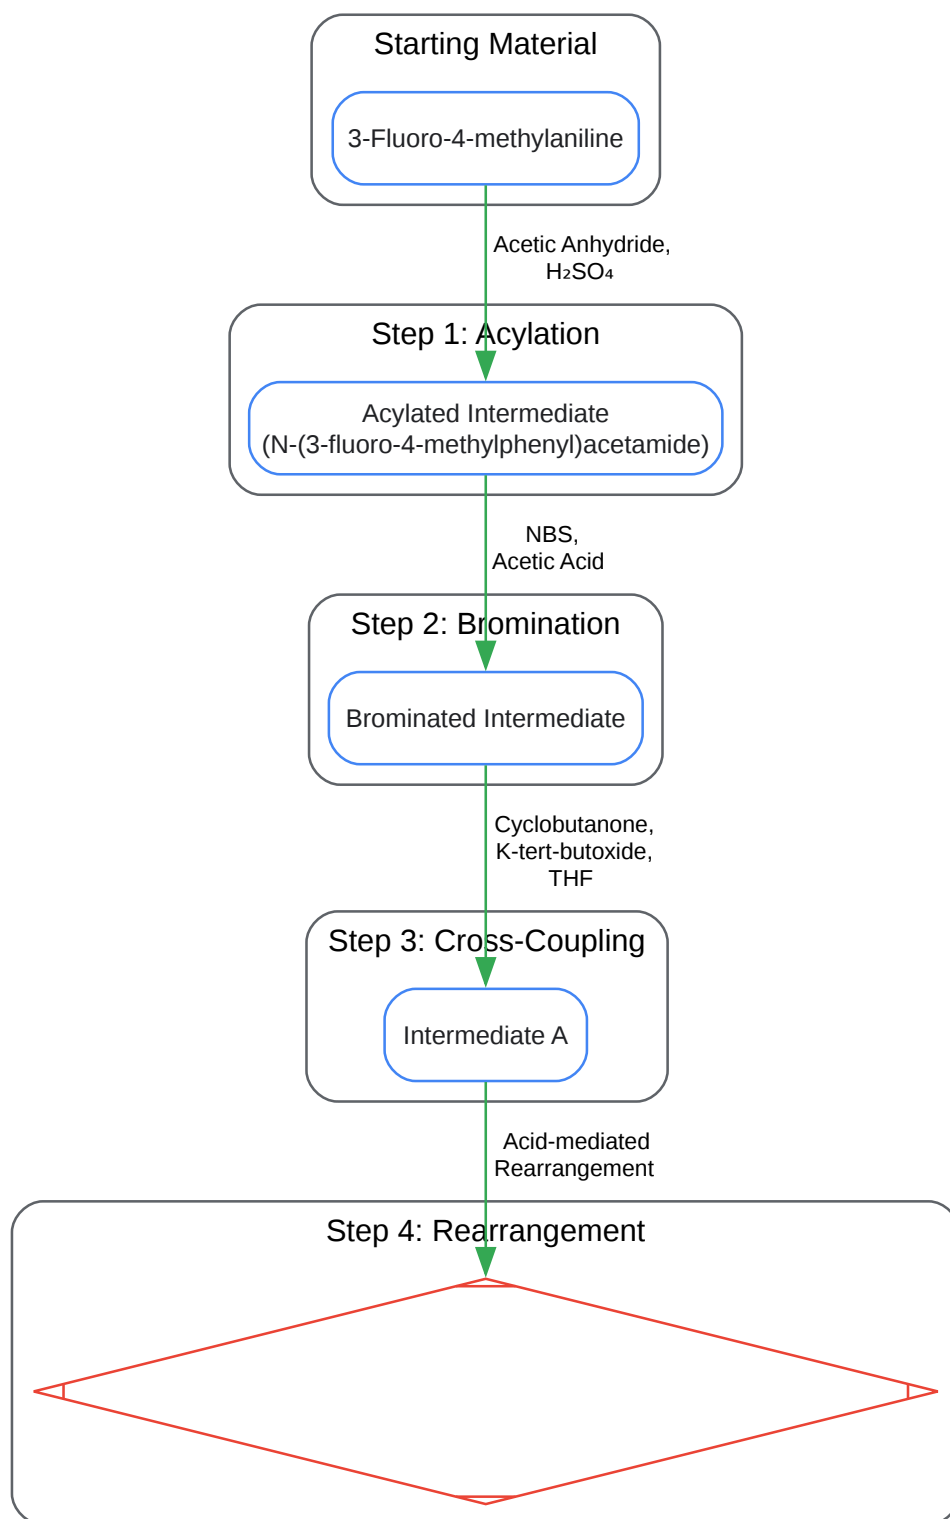 Starting Material
3-Fluoro-4-methylaniline
Acetic Anhydride,
H₂SO₄
Step 1: Acylation
Acylated Intermediate
(N-(3-fluoro-4-methylphenyl)acetamide)
NBS,
Acetic Acid
Step 2: Bromination
Brominated Intermediate
Cyclobutanone,
K-tert-butoxide,
THF
Step 3: Cross-Coupling
Intermediate A
Acid-mediated
Rearrangement
Step 4: Rearrangement